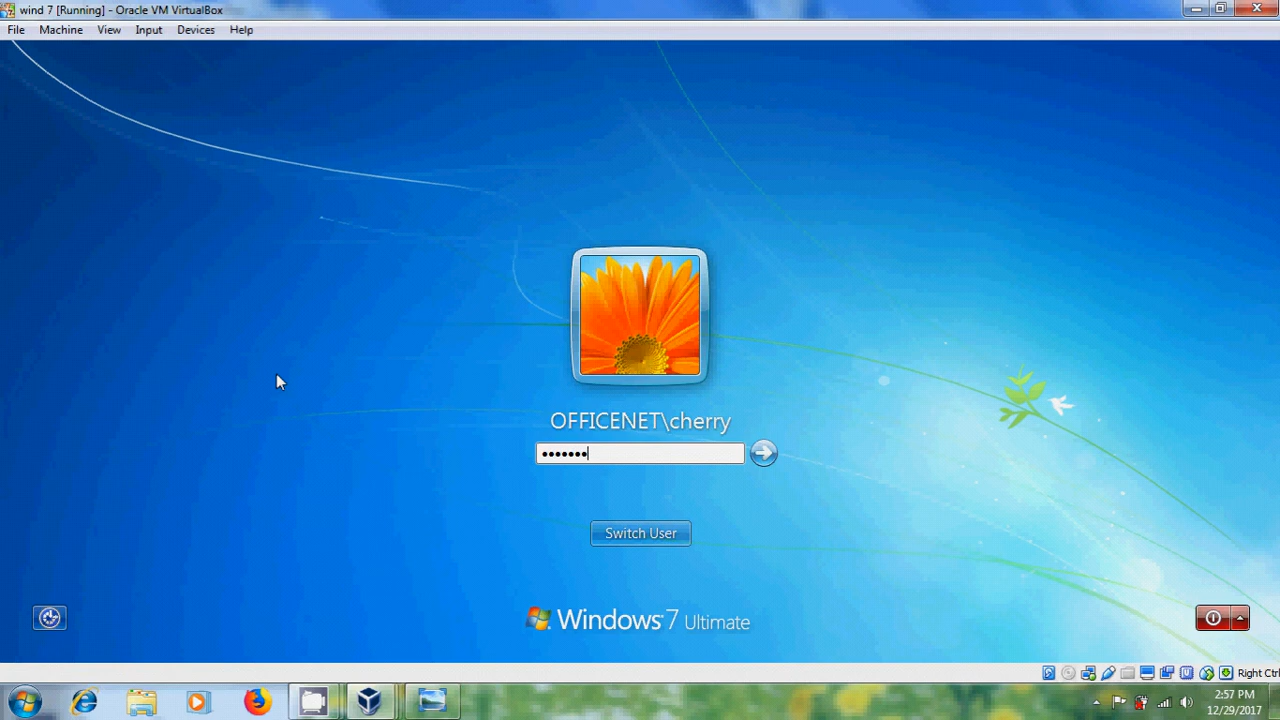 wind 7 [Running] - Oracle VM VirtualBox
File Machine View Input Devices Help
OFFICENET\cherry
Switch User
Windows 7 Ultimate
Right Ctrl
2:57 PM
12/29/2017